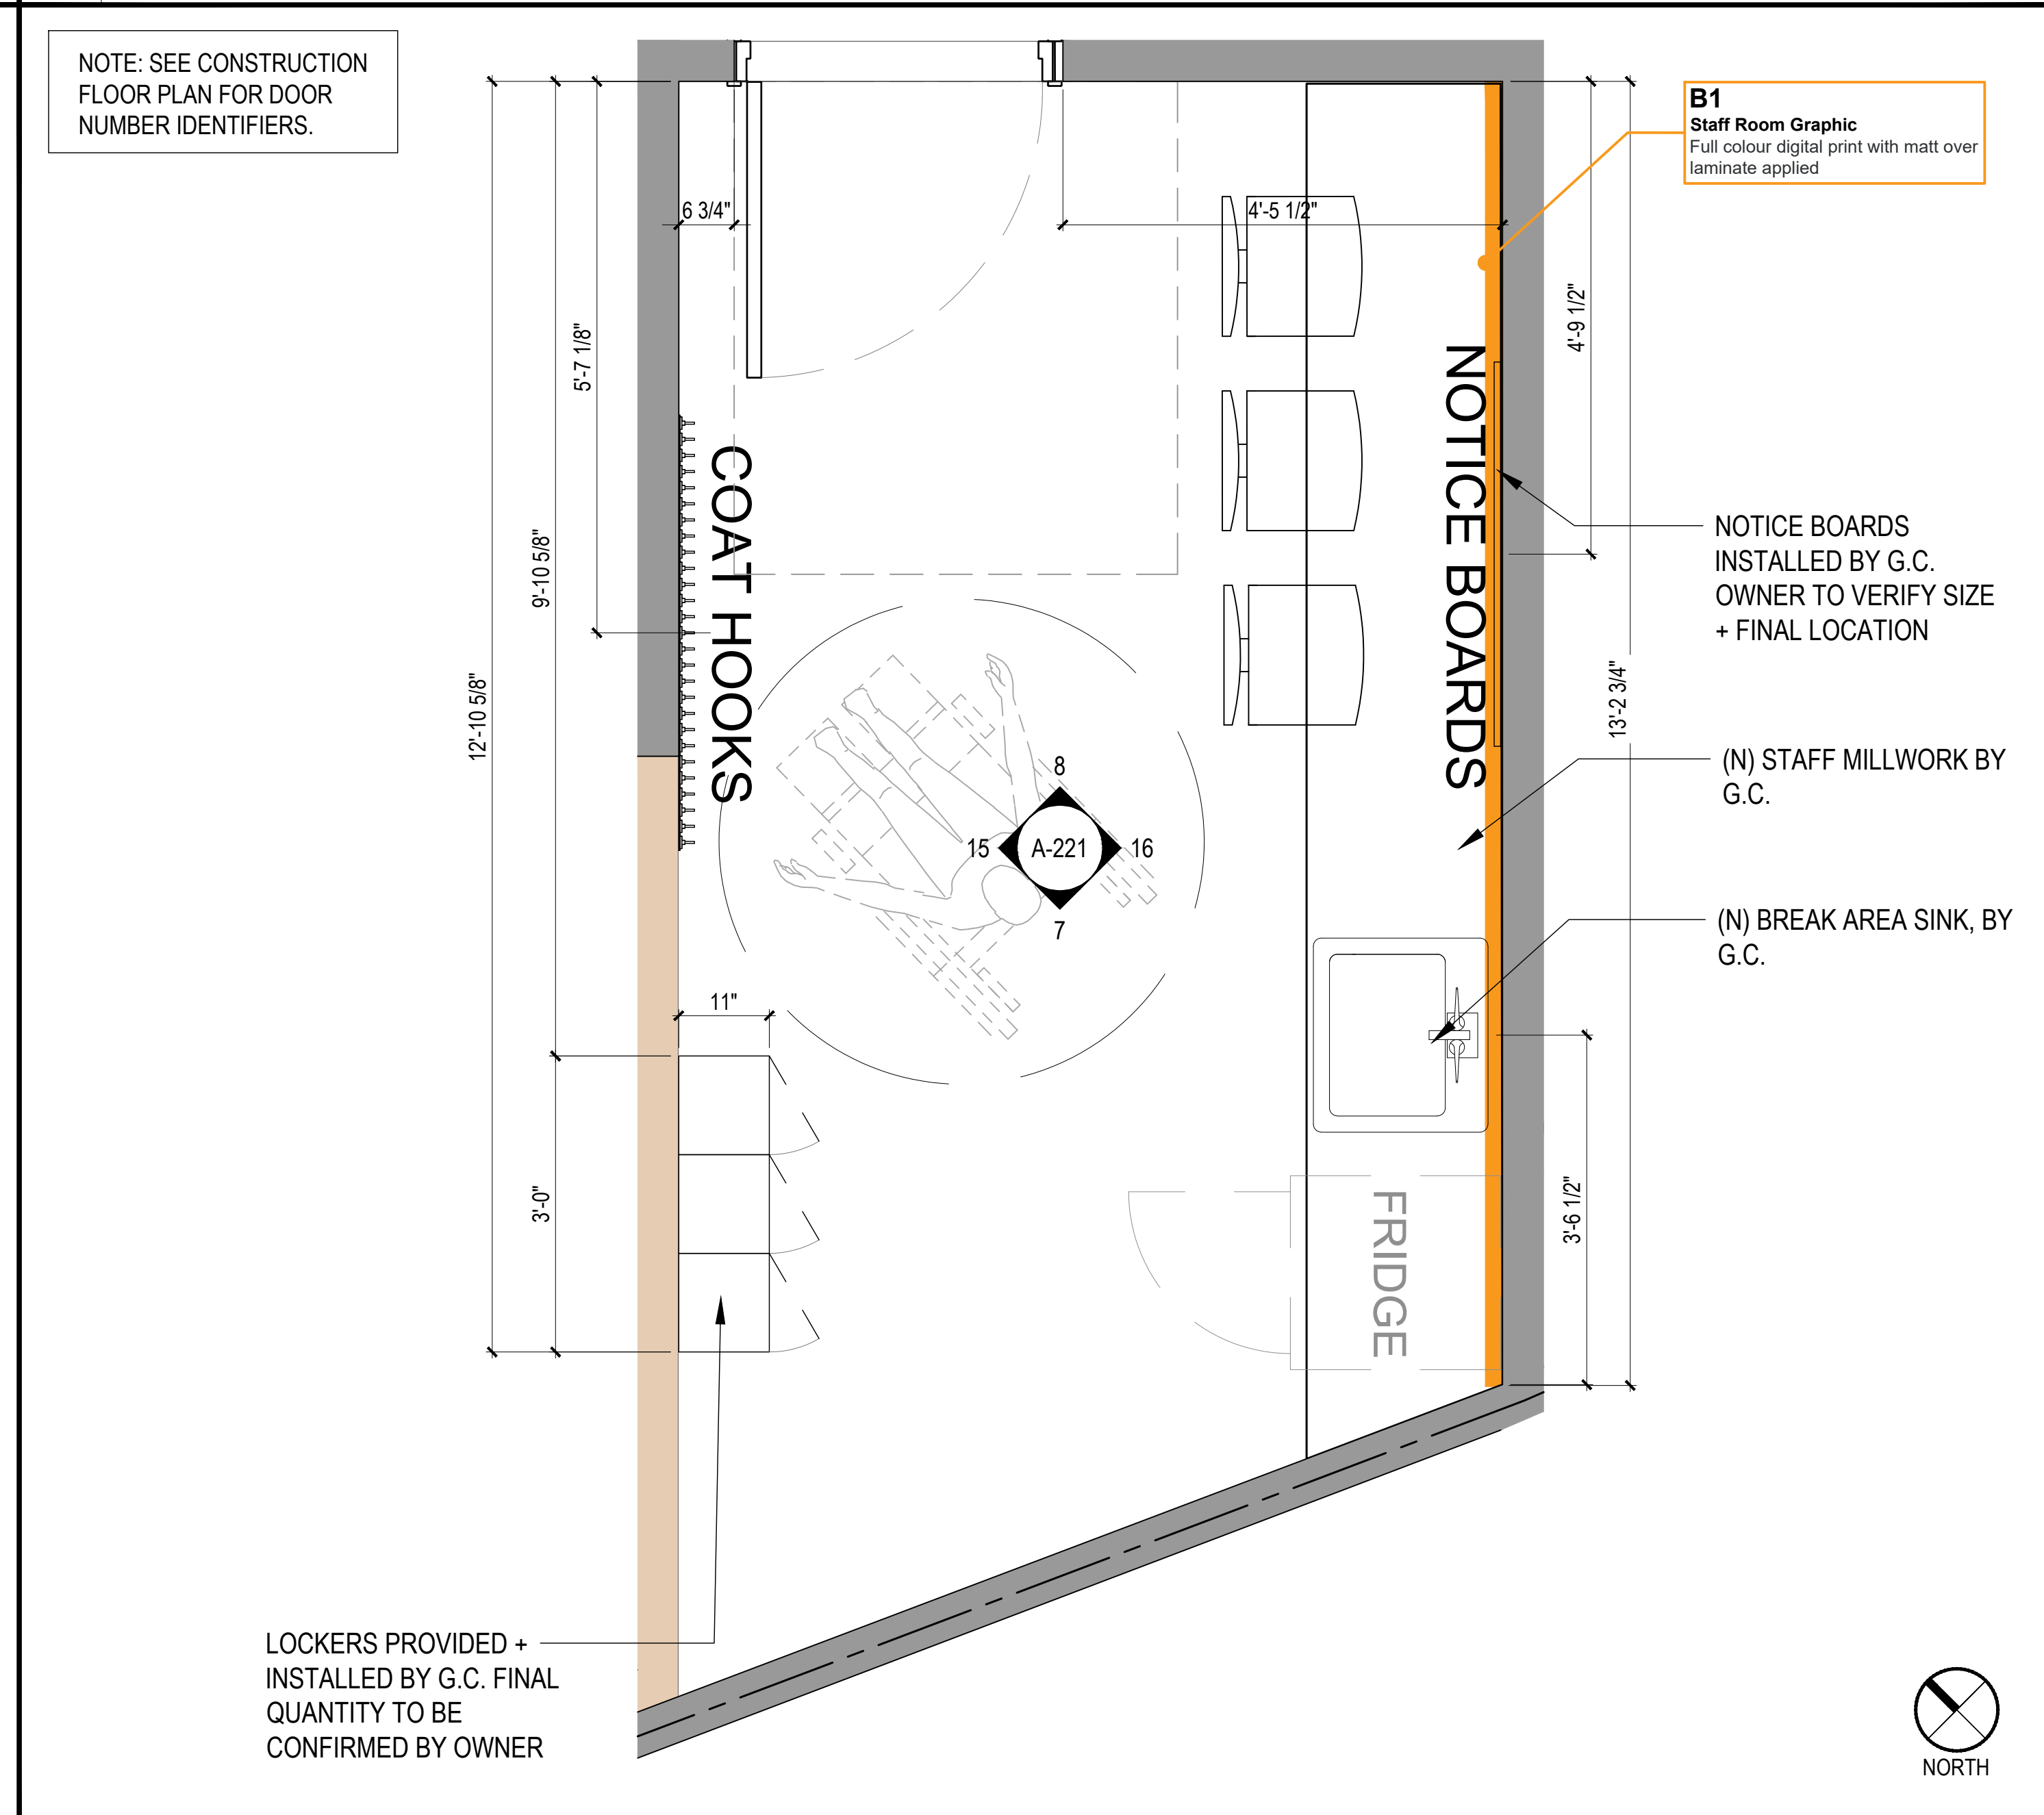 NOTE: SEE CONSTRUCTION
FLOOR PLAN FOR DOOR
NUMBER IDENTIFIERS.
B1
Staff Room Graphic
Full colour digital print with matt over
laminate applied
6 3/4"
4'-5 1/2"
4'-9 1/2"
5'-7 1/8"
9'-10 5/8"
12'-10 5/8"
13'-2 3/4"
COAT HOOKS
NOTICE BOARDS
NOTICE BOARDS
INSTALLED BY G.C.
OWNER TO VERIFY SIZE
+ FINAL LOCATION
(N) STAFF MILLWORK BY
G.C.
8
15
A-221
16
7
(N) BREAK AREA SINK, BY
G.C.
11"
3'-0"
3'-6 1/2"
FRIDGE
LOCKERS PROVIDED +
INSTALLED BY G.C. FINAL
QUANTITY TO BE
CONFIRMED BY OWNER
NORTH